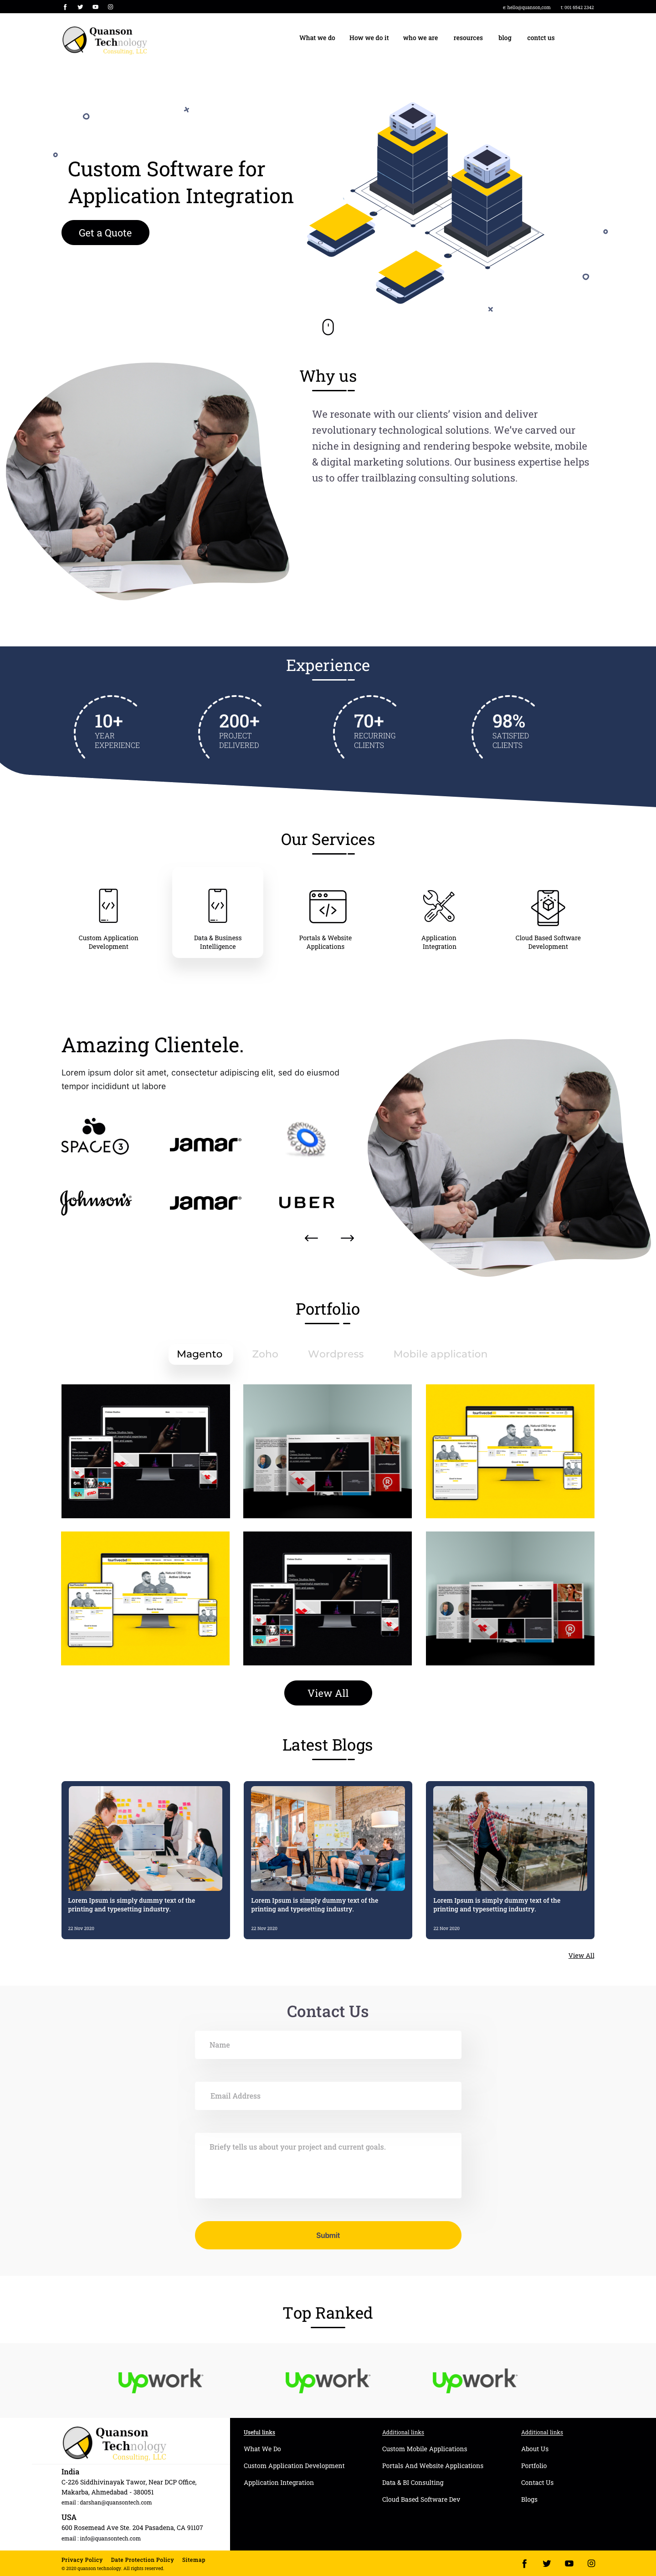 e: hello@quanson.com t: 001 6542 2342
Quanson
Technology
Consulting, LLC
What we do How we do it who we are resources blog contct us
Custom Software for
Application Integration
Get a Quote
Why us
We resonate with our clients’ vision and deliver
revolutionary technological solutions. We’ve carved our
niche in designing and rendering bespoke website, mobile
& digital marketing solutions. Our business expertise helps
us to offer trailblazing consulting solutions.
Experience
10+
YEAR
EXPERIENCE
200+
PROJECT
DELIVERED
70+
RECURRING
CLIENTS
98%
SATISFIED
CLIENTS
Our Services
Custom Application
Development
Data & Business
Intelligence
Portals & Website
Applications
Application
Integration
Cloud Based Software
Development
Amazing Clientele.
Lorem ipsum dolor sit amet, consectetur adipiscing elit, sed do eiusmod
tempor incididunt ut labore
SPACE 3
Jamar
Johnson's
Jamar
UBER
Portfolio
Magento Zoho Wordpress Mobile application
View All
Latest Blogs
Lorem Ipsum is simply dummy text of the
printing and typesetting industry.
22 Nov 2020
Lorem Ipsum is simply dummy text of the
printing and typesetting industry.
22 Nov 2020
Lorem Ipsum is simply dummy text of the
printing and typesetting industry.
22 Nov 2020
View All
Contact Us
Name
Email Address
Briefy tells us about your project and current goals.
Submit
Top Ranked
upwork
upwork
upwork
Quanson
Technology
Consulting, LLC
India
C-226 Siddhivinayak Tawor, Near DCP Office,
Makarba, Ahmedabad - 380051
email : darshan@quansontech.com
USA
600 Rosemead Ave Ste. 204 Pasadena, CA 91107
email : info@quansontech.com
Useful links
What We Do
Custom Application Development
Application Integration
Additional links
Custom Mobile Applications
Portals And Website Applications
Data & BI Consulting
Cloud Based Software Dev
Additional links
About Us
Portfolio
Contact Us
Blogs
Privacy Policy Date Protection Policy Sitemap
© 2020 quanson technology. All rights reserved.